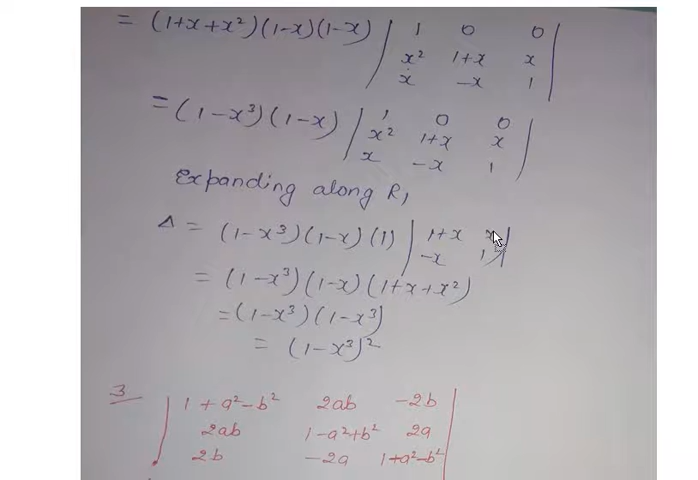 = (1+x+x²)(1-x)(1-x) | 1 0 0
x² 1+x x
x -x 1 |
= (1-x³)(1-x) | 1 0 0
x² 1+x x
x -x 1 |
Expanding along R₁
Δ = (1-x³)(1-x)(1) | 1+x x
-x 1 |
= (1-x³)(1-x)(1+x+x²)
= (1-x³)(1-x³)
= (1-x³)²
3 | 1+a²-b² 2ab -2b
2ab 1-a²+b² 2a
2b -2a 1+a²-b² |